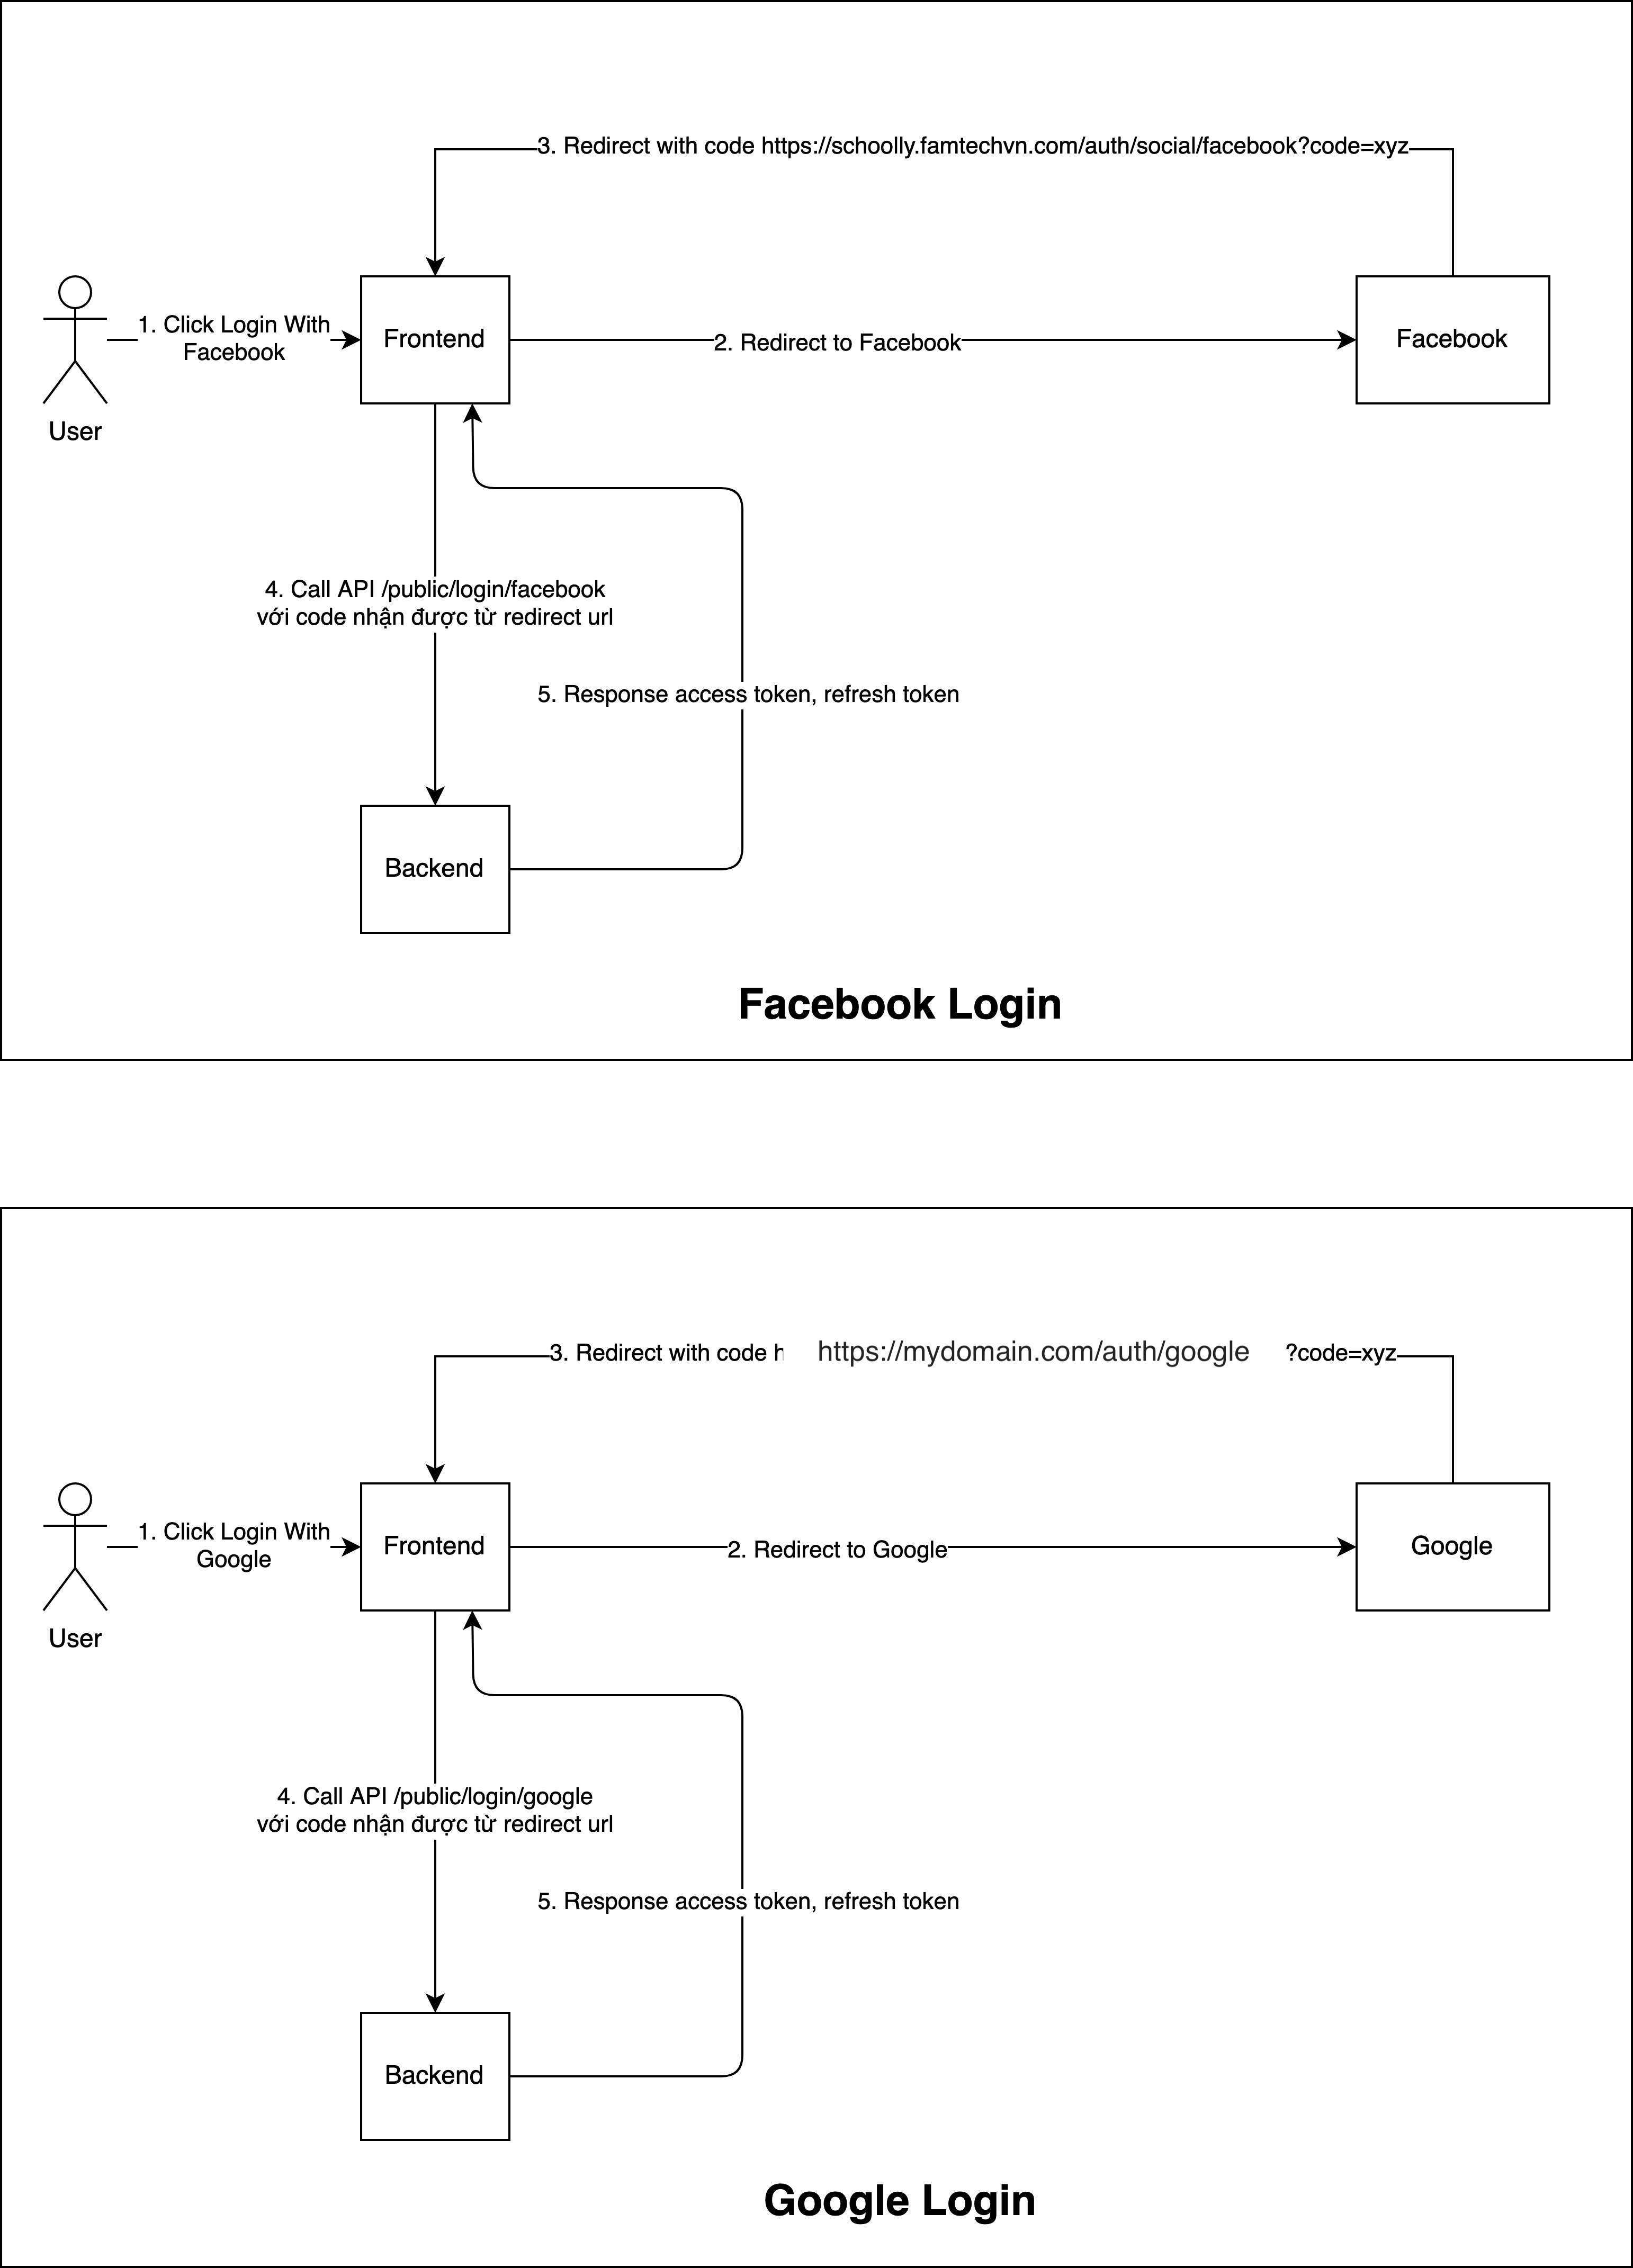 3. Redirect with code https://schoolly.famtechvn.com/auth/social/facebook?code=xyz
1. Click Login With
Facebook
Frontend
2. Redirect to Facebook
Facebook
User
4. Call API /public/login/facebook
với code nhận được từ redirect url
5. Response access token, refresh token
Backend
Facebook Login
3. Redirect with code h https://mydomain.com/auth/google ?code=xyz
1. Click Login With
Google
Frontend
2. Redirect to Google
Google
User
4. Call API /public/login/google
với code nhận được từ redirect url
5. Response access token, refresh token
Backend
Google Login